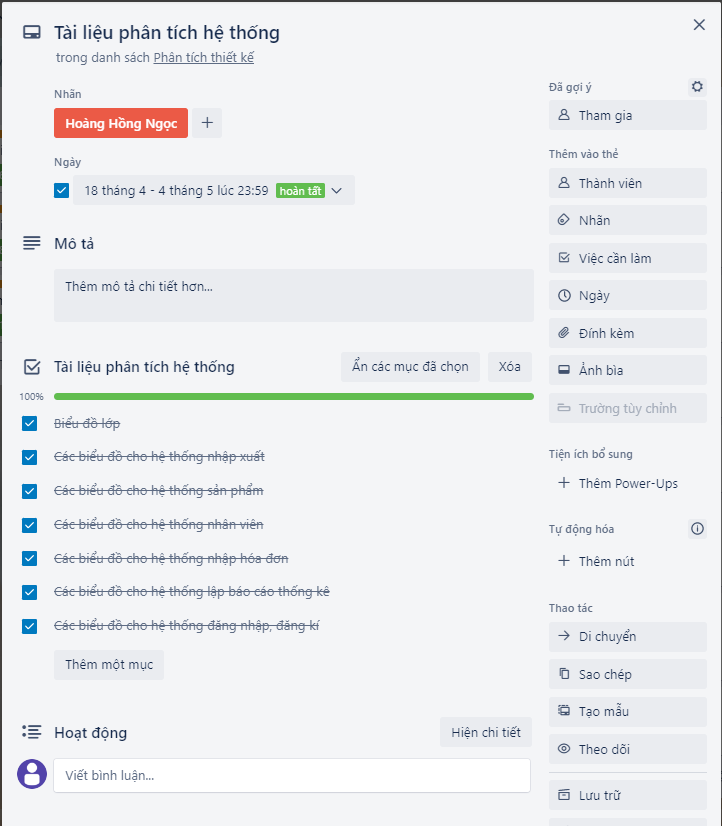 Tài liệu phân tích hệ thống
trong danh sách Phân tích thiết kế
Nhãn
Hoàng Hồng Ngọc
Ngày
18 tháng 4 - 4 tháng 5 lúc 23:59 hoàn tất
Mô tả
Thêm mô tả chi tiết hơn...
Tài liệu phân tích hệ thống
Ẩn các mục đã chọn
Xóa
100%
Biểu đồ lớp
Các biểu đồ cho hệ thống nhập xuất
Các biểu đồ cho hệ thống sản phẩm
Các biểu đồ cho hệ thống nhân viên
Các biểu đồ cho hệ thống nhập hóa đơn
Các biểu đồ cho hệ thống lập báo cáo thống kê
Các biểu đồ cho hệ thống đăng nhập, đăng kí
Thêm một mục
Hoạt động
Hiện chi tiết
Viết bình luận...
Đã gợi ý
Tham gia
Thêm vào thẻ
Thành viên
Nhãn
Việc cần làm
Ngày
Đính kèm
Ảnh bìa
Trường tùy chỉnh
Tiện ích bổ sung
+ Thêm Power-Ups
Tự động hóa
+ Thêm nút
Thao tác
Di chuyển
Sao chép
Tạo mẫu
Theo dõi
Lưu trữ